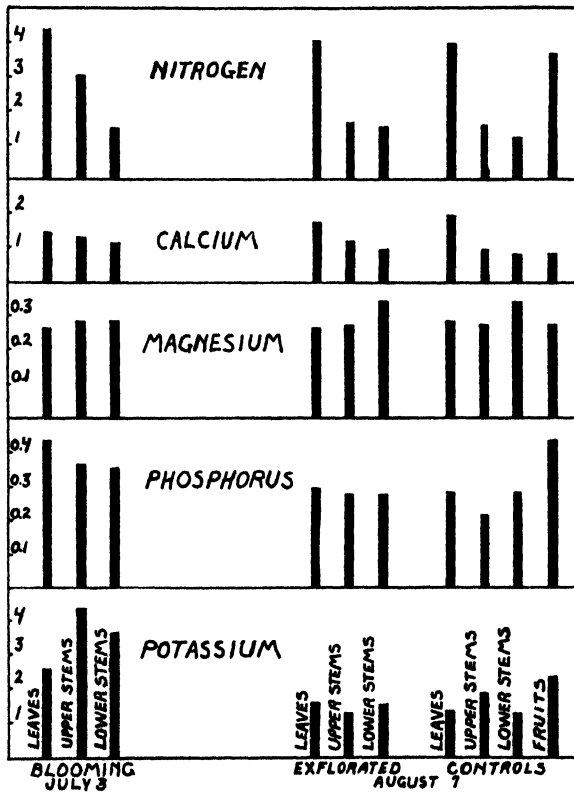 4
3
2
1
NITROGEN
2
1
CALCIUM
0.3
0.2
0.1
MAGNESIUM
0.4
0.3
0.2
0.1
PHOSPHORUS
4
3
2
1
POTASSIUM
LEAVES
UPPER STEMS
LOWER STEMS
LEAVES
UPPER STEMS
LOWER STEMS
LEAVES
UPPER STEMS
LOWER STEMS
FRUITS
BLOOMING EXFLORATED CONTROLS
JULY 3 AUGUST 7